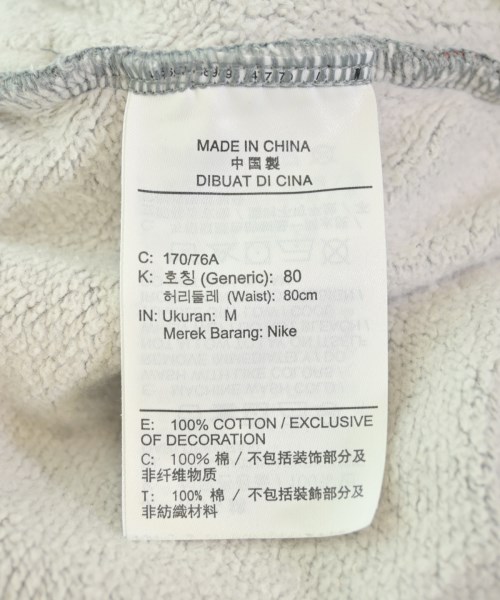 MADE IN CHINA
中国製
DIBUAT DI CINA
C: 170/76A
K: 호칭 (Generic): 80
허리둘레 (Waist): 80cm
IN: Ukuran: M
Merek Barang: Nike
E: 100% COTTON / EXCLUSIVE
OF DECORATION
C: 100% 棉 / 不包括装饰部分及
非纤维物质
T: 100% 棉 / 不包括裝飾部分及
非紡織材料